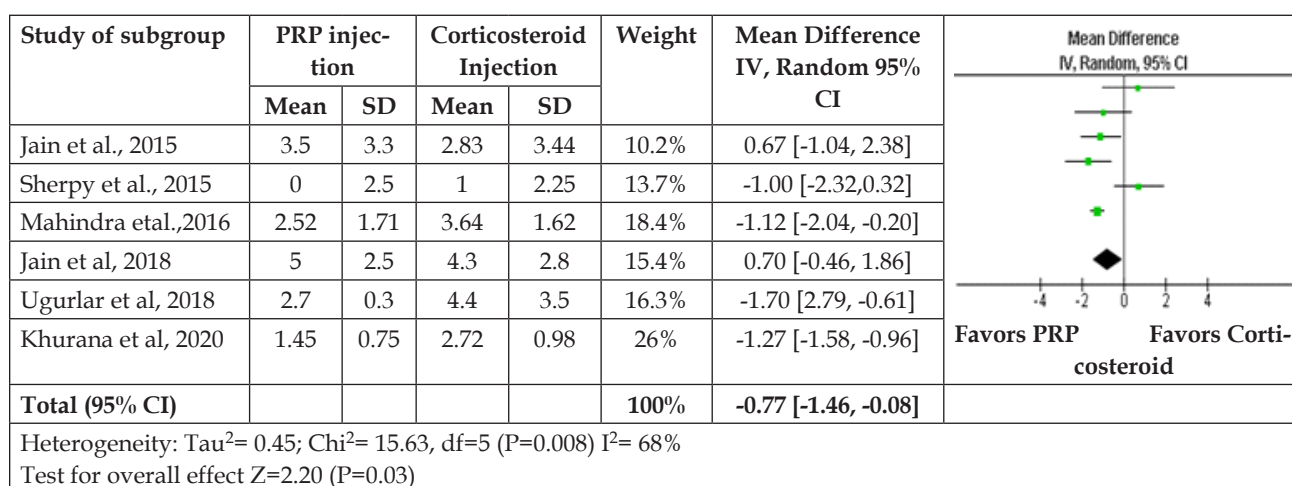 Study of subgroup PRP injec- Corticosteroid Weight Mean Difference Mean Difference
tion Injection IV, Random 95% IV, Random, 95% CI
Mean SD Mean SD CI
Jain et al., 2015 3.5 3.3 2.83 3.44 10.2% 0.67 [-1.04, 2.38]
Sherpy et al., 2015 0 2.5 1 2.25 13.7% -1.00 [-2.32,0.32]
Mahindra etal.,2016 2.52 1.71 3.64 1.62 18.4% -1.12 [-2.04, -0.20]
Jain et al, 2018 5 2.5 4.3 2.8 15.4% 0.70 [-0.46, 1.86]
Ugurlar et al, 2018 2.7 0.3 4.4 3.5 16.3% -1.70 [2.79, -0.61]
Khurana et al, 2020 1.45 0.75 2.72 0.98 26% -1.27 [-1.58, -0.96]
-4 -2 0 2 4
Favors PRP Favors Corti-
costeroid
Total (95% CI) 100% -0.77 [-1.46, -0.08]
Heterogeneity: Tau²= 0.45; Chi²= 15.63, df=5 (P=0.008) I²= 68%
Test for overall effect Z=2.20 (P=0.03)